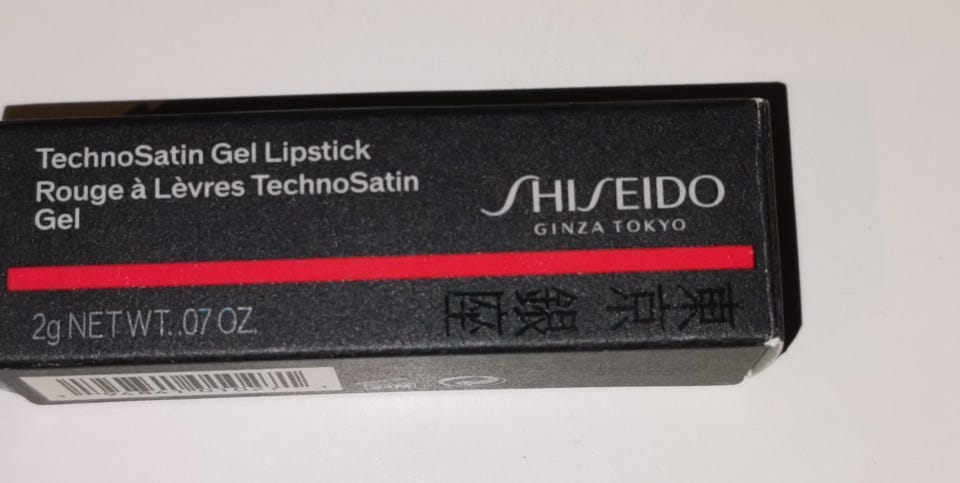 TechnoSatin Gel Lipstick
Rouge à Lèvres TechnoSatin
Gel
SHISEIDO
GINZA TOKYO
2g NET WT. .07 OZ.
東京銀座